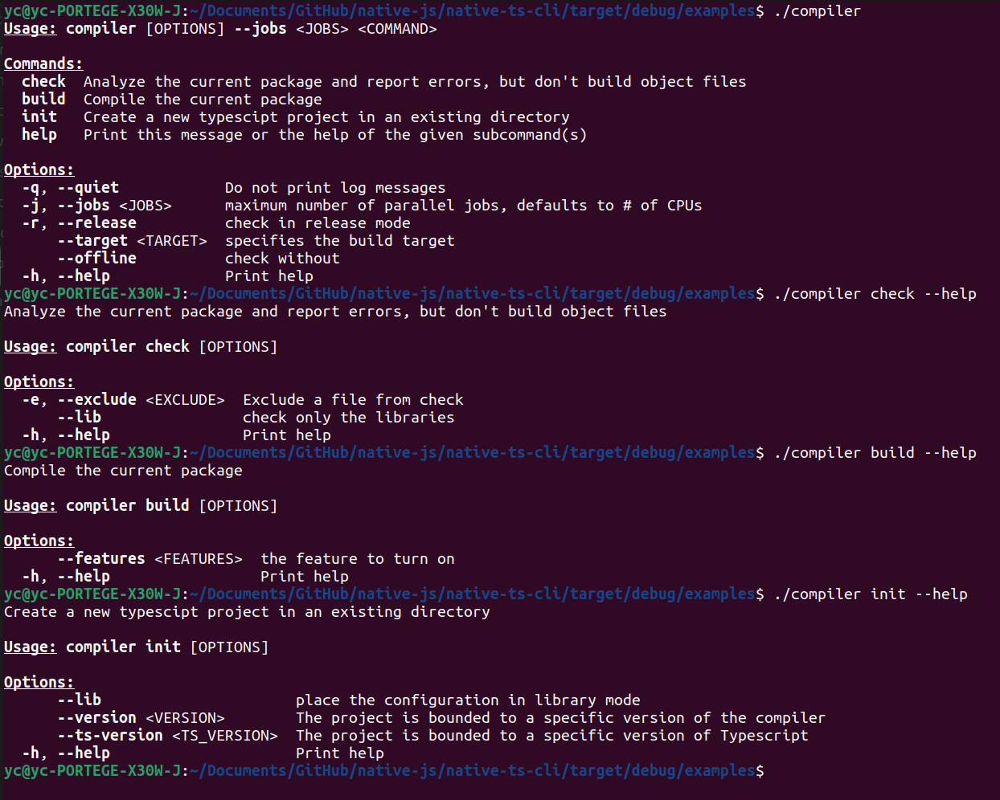 yc@yc-PORTEGE-X30W-J:~/Documents/GitHub/native-js/native-ts-cli/target/debug/examples$ ./compiler
Usage: compiler [OPTIONS] --jobs <JOBS> <COMMAND>

Commands:
  check  Analyze the current package and report errors, but don't build object files
  build  Compile the current package
  init   Create a new typescipt project in an existing directory
  help   Print this message or the help of the given subcommand(s)

Options:
  -q, --quiet            Do not print log messages
  -j, --jobs <JOBS>      maximum number of parallel jobs, defaults to # of CPUs
  -r, --release          check in release mode
      --target <TARGET>  specifies the build target
      --offline          check without
  -h, --help             Print help
yc@yc-PORTEGE-X30W-J:~/Documents/GitHub/native-js/native-ts-cli/target/debug/examples$ ./compiler check --help
Analyze the current package and report errors, but don't build object files

Usage: compiler check [OPTIONS]

Options:
  -e, --exclude <EXCLUDE>  Exclude a file from check
      --lib                check only the libraries
  -h, --help               Print help
yc@yc-PORTEGE-X30W-J:~/Documents/GitHub/native-js/native-ts-cli/target/debug/examples$ ./compiler build --help
Compile the current package

Usage: compiler build [OPTIONS]

Options:
      --features <FEATURES>  the feature to turn on
  -h, --help                 Print help
yc@yc-PORTEGE-X30W-J:~/Documents/GitHub/native-js/native-ts-cli/target/debug/examples$ ./compiler init --help
Create a new typescipt project in an existing directory

Usage: compiler init [OPTIONS]

Options:
      --lib                      place the configuration in library mode
      --version <VERSION>        The project is bounded to a specific version of the compiler
      --ts-version <TS_VERSION>  The project is bounded to a specific version of Typescript
  -h, --help                     Print help
yc@yc-PORTEGE-X30W-J:~/Documents/GitHub/native-js/native-ts-cli/target/debug/examples$